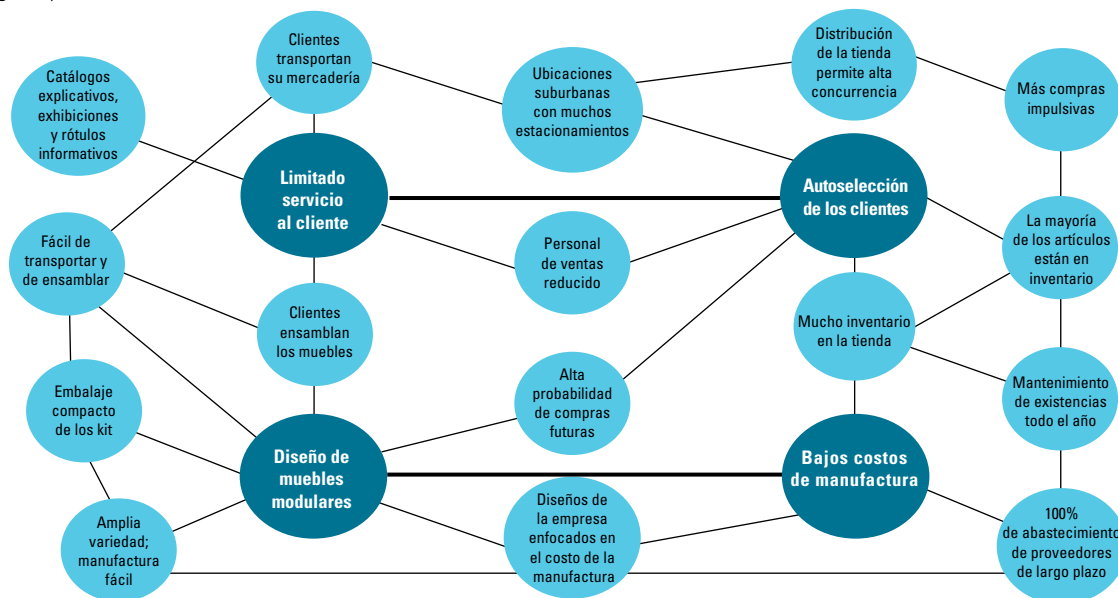 Clientes
transportan
su mercadería
Distribución
de la tienda
permite alta
concurrencia
Catálogos
explicativos,
exhibiciones
y rótulos
informativos
Ubicaciones
suburbanas
con muchos
estacionamientos
Más compras
impulsivas
Limitado
servicio
al cliente
Autoselección
de los clientes
Fácil de
transportar y
de ensamblar
Personal
de ventas
reducido
La mayoría
de los artículos
están en
inventario
Clientes
ensamblan
los muebles
Mucho inventario
en la tienda
Embalaje
compacto
de los kit
Alta
probabilidad
de compras
futuras
Mantenimiento
de existencias
todo el año
Diseño de
muebles
modulares
Bajos costos
de manufactura
Amplia
variedad;
manufactura
fácil
Diseños de
la empresa
enfocados en
el costo de la
manufactura
100%
de abastecimiento
de proveedores
de largo plazo